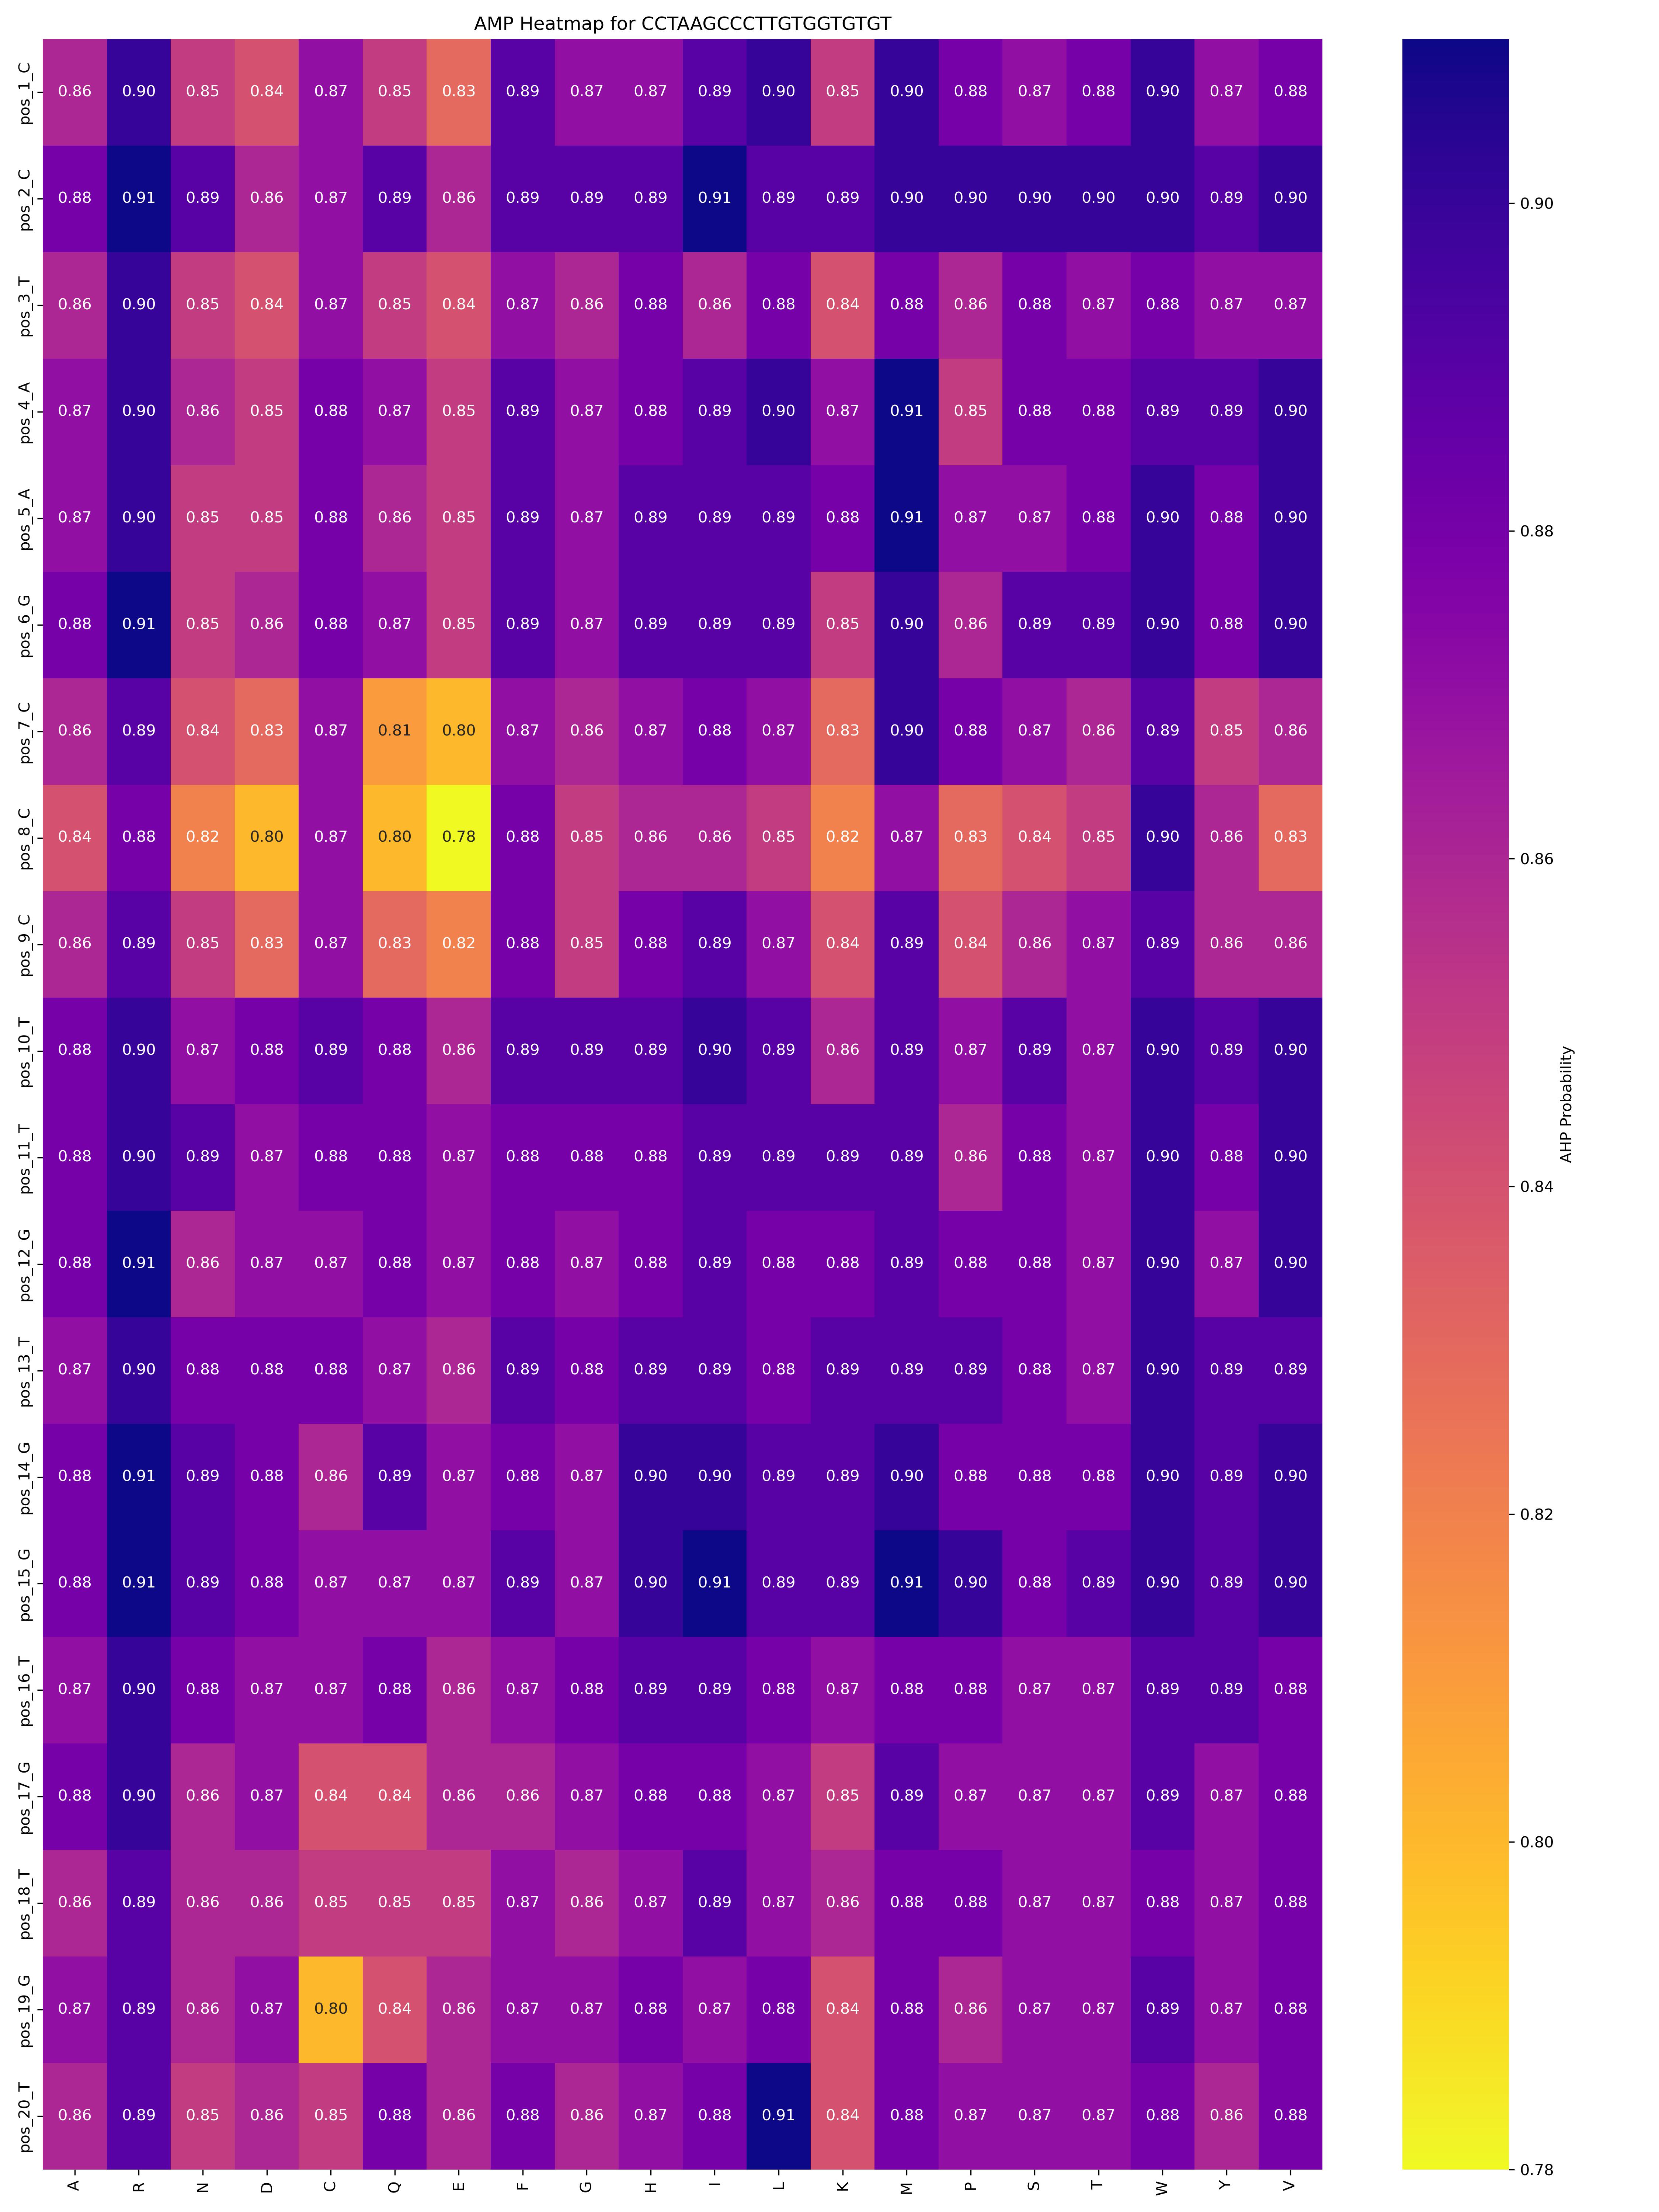 AMP Heatmap for CCTAAGCCCTTGTGGTGTGT
pos_1_C 0.86 0.90 0.85 0.84 0.87 0.85 0.83 0.89 0.87 0.87 0.89 0.90 0.85 0.90 0.88 0.87 0.88 0.90 0.87 0.88
pos_2_C 0.88 0.91 0.89 0.86 0.87 0.89 0.86 0.89 0.89 0.89 0.91 0.89 0.89 0.90 0.90 0.90 0.90 0.90 0.89 0.90
pos_3_T 0.86 0.90 0.85 0.84 0.87 0.85 0.84 0.87 0.86 0.88 0.86 0.88 0.84 0.88 0.86 0.88 0.87 0.88 0.87 0.87
pos_4_A 0.87 0.90 0.86 0.85 0.88 0.87 0.85 0.89 0.87 0.88 0.89 0.90 0.87 0.91 0.85 0.88 0.88 0.89 0.89 0.90
pos_5_A 0.87 0.90 0.85 0.85 0.88 0.86 0.85 0.89 0.87 0.89 0.89 0.89 0.88 0.91 0.87 0.87 0.88 0.90 0.88 0.90
pos_6_G 0.88 0.91 0.85 0.86 0.88 0.87 0.85 0.89 0.87 0.89 0.89 0.89 0.85 0.90 0.86 0.89 0.89 0.90 0.88 0.90
pos_7_C 0.86 0.89 0.84 0.83 0.87 0.81 0.80 0.87 0.86 0.87 0.88 0.87 0.83 0.90 0.88 0.87 0.86 0.89 0.85 0.86
pos_8_C 0.84 0.88 0.82 0.80 0.87 0.80 0.78 0.88 0.85 0.86 0.86 0.85 0.82 0.87 0.83 0.84 0.85 0.90 0.86 0.83
pos_9_C 0.86 0.89 0.85 0.83 0.87 0.83 0.82 0.88 0.85 0.88 0.89 0.87 0.84 0.89 0.84 0.86 0.87 0.89 0.86 0.86
pos_10_T 0.88 0.90 0.87 0.88 0.89 0.88 0.86 0.89 0.89 0.89 0.90 0.89 0.86 0.89 0.87 0.89 0.87 0.90 0.89 0.90
pos_11_T 0.88 0.90 0.89 0.87 0.88 0.88 0.87 0.88 0.88 0.88 0.89 0.89 0.89 0.89 0.86 0.88 0.87 0.90 0.88 0.90
pos_12_G 0.88 0.91 0.86 0.87 0.87 0.88 0.87 0.88 0.87 0.88 0.89 0.88 0.88 0.89 0.88 0.88 0.87 0.90 0.87 0.90
pos_13_T 0.87 0.90 0.88 0.88 0.88 0.87 0.86 0.89 0.88 0.89 0.89 0.88 0.89 0.89 0.89 0.88 0.87 0.90 0.89 0.89
pos_14_G 0.88 0.91 0.89 0.88 0.86 0.89 0.87 0.88 0.87 0.90 0.90 0.89 0.89 0.90 0.88 0.88 0.88 0.90 0.89 0.90
pos_15_G 0.88 0.91 0.89 0.88 0.87 0.87 0.87 0.89 0.87 0.90 0.91 0.89 0.89 0.91 0.90 0.88 0.89 0.90 0.89 0.90
pos_16_T 0.87 0.90 0.88 0.87 0.87 0.88 0.86 0.87 0.88 0.89 0.89 0.88 0.87 0.88 0.88 0.87 0.87 0.89 0.89 0.88
pos_17_G 0.88 0.90 0.86 0.87 0.84 0.84 0.86 0.86 0.87 0.88 0.88 0.87 0.85 0.89 0.87 0.87 0.87 0.89 0.87 0.88
pos_18_T 0.86 0.89 0.86 0.86 0.85 0.85 0.85 0.87 0.86 0.87 0.89 0.87 0.86 0.88 0.88 0.87 0.87 0.88 0.87 0.88
pos_19_G 0.87 0.89 0.86 0.87 0.80 0.84 0.86 0.87 0.87 0.88 0.87 0.88 0.84 0.88 0.86 0.87 0.87 0.89 0.87 0.88
pos_20_T 0.86 0.89 0.85 0.86 0.85 0.88 0.86 0.88 0.86 0.87 0.88 0.91 0.84 0.88 0.87 0.87 0.87 0.88 0.86 0.88
A R N D C Q E F G H I L K M P S T W Y V
0.90
0.88
0.86
0.84
0.82
0.80
0.78
AHP Probability